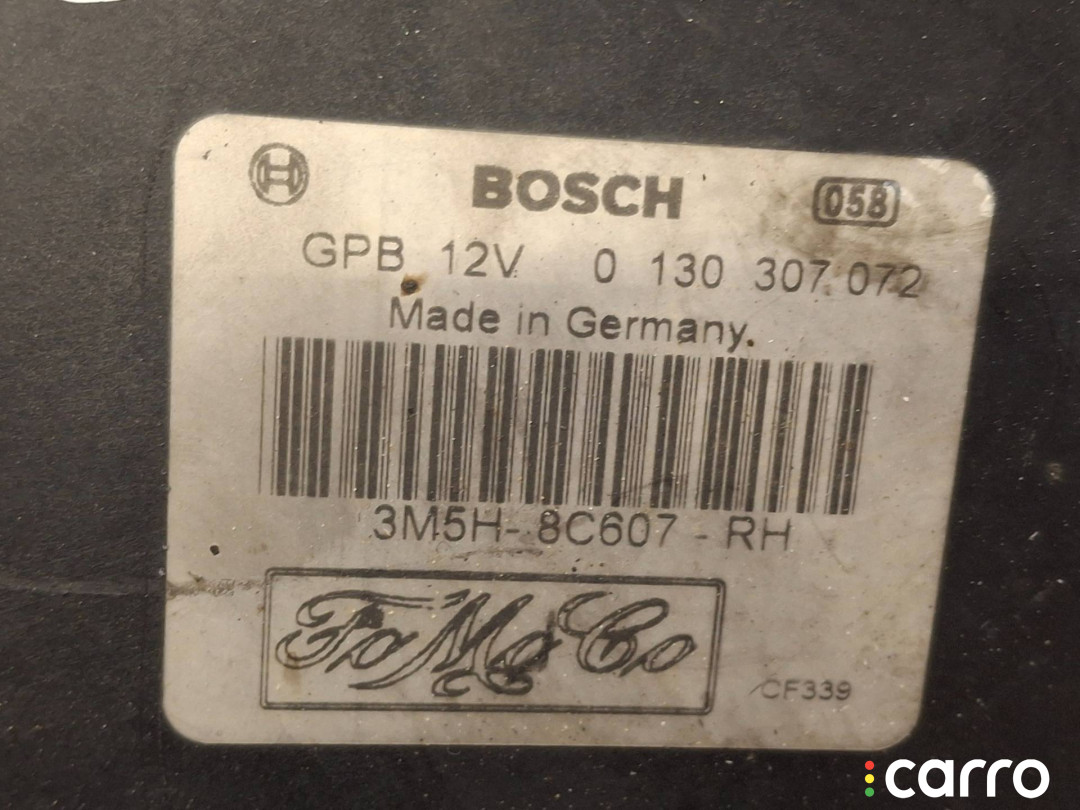 BOSCH
058
GPB 12V 0 130 307 072
Made in Germany.
3M5H- 8C607 - RH
FoMoCo
CF339
carro